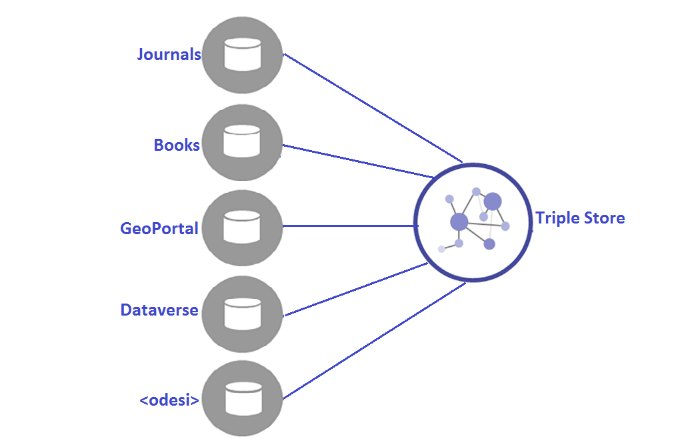 Journals
Books
GeoPortal
Triple Store
Dataverse
<odesi>